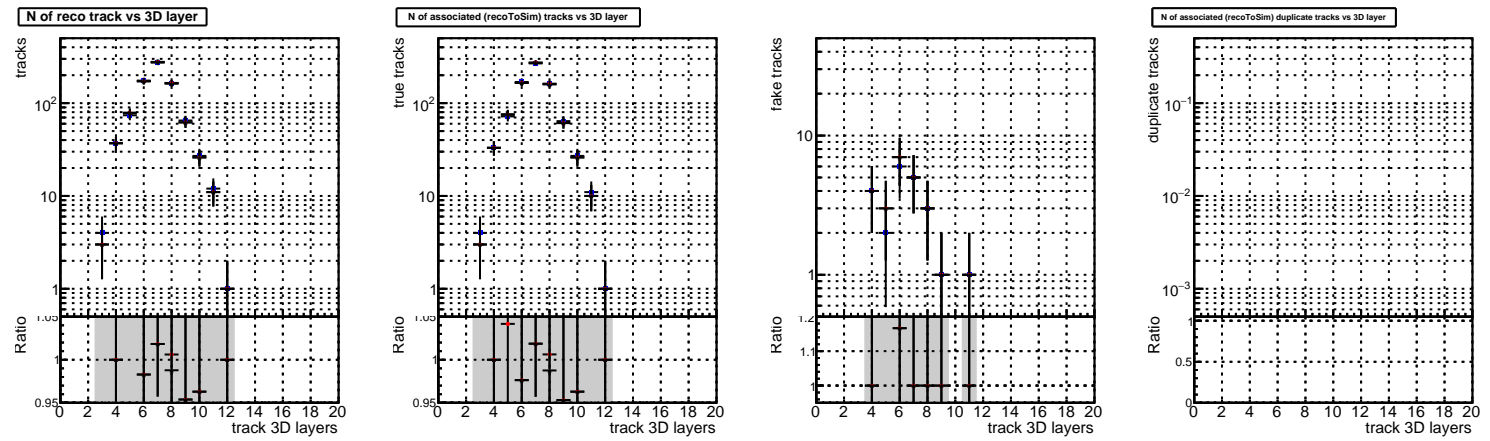 N of reco track vs 3D layer
tracks
10²
10
1
1.05
Ratio
1
0.95
0 2 4 6 8 10 12 14 16 18 20
track 3D layers
N of associated (recoToSim) tracks vs 3D layer
true tracks
10²
10
1
1.05
Ratio
1
0.95
0 2 4 6 8 10 12 14 16 18 20
track 3D layers
fake tracks
10
1
1.2
Ratio
1.1
1
0 2 4 6 8 10 12 14 16 18 20
track 3D layers
N of associated (recoToSim) duplicate tracks vs 3D layer
duplicate tracks
10⁻¹
10⁻²
10⁻³
1
Ratio
0.5
0
0 2 4 6 8 10 12 14 16 18 20
track 3D layers